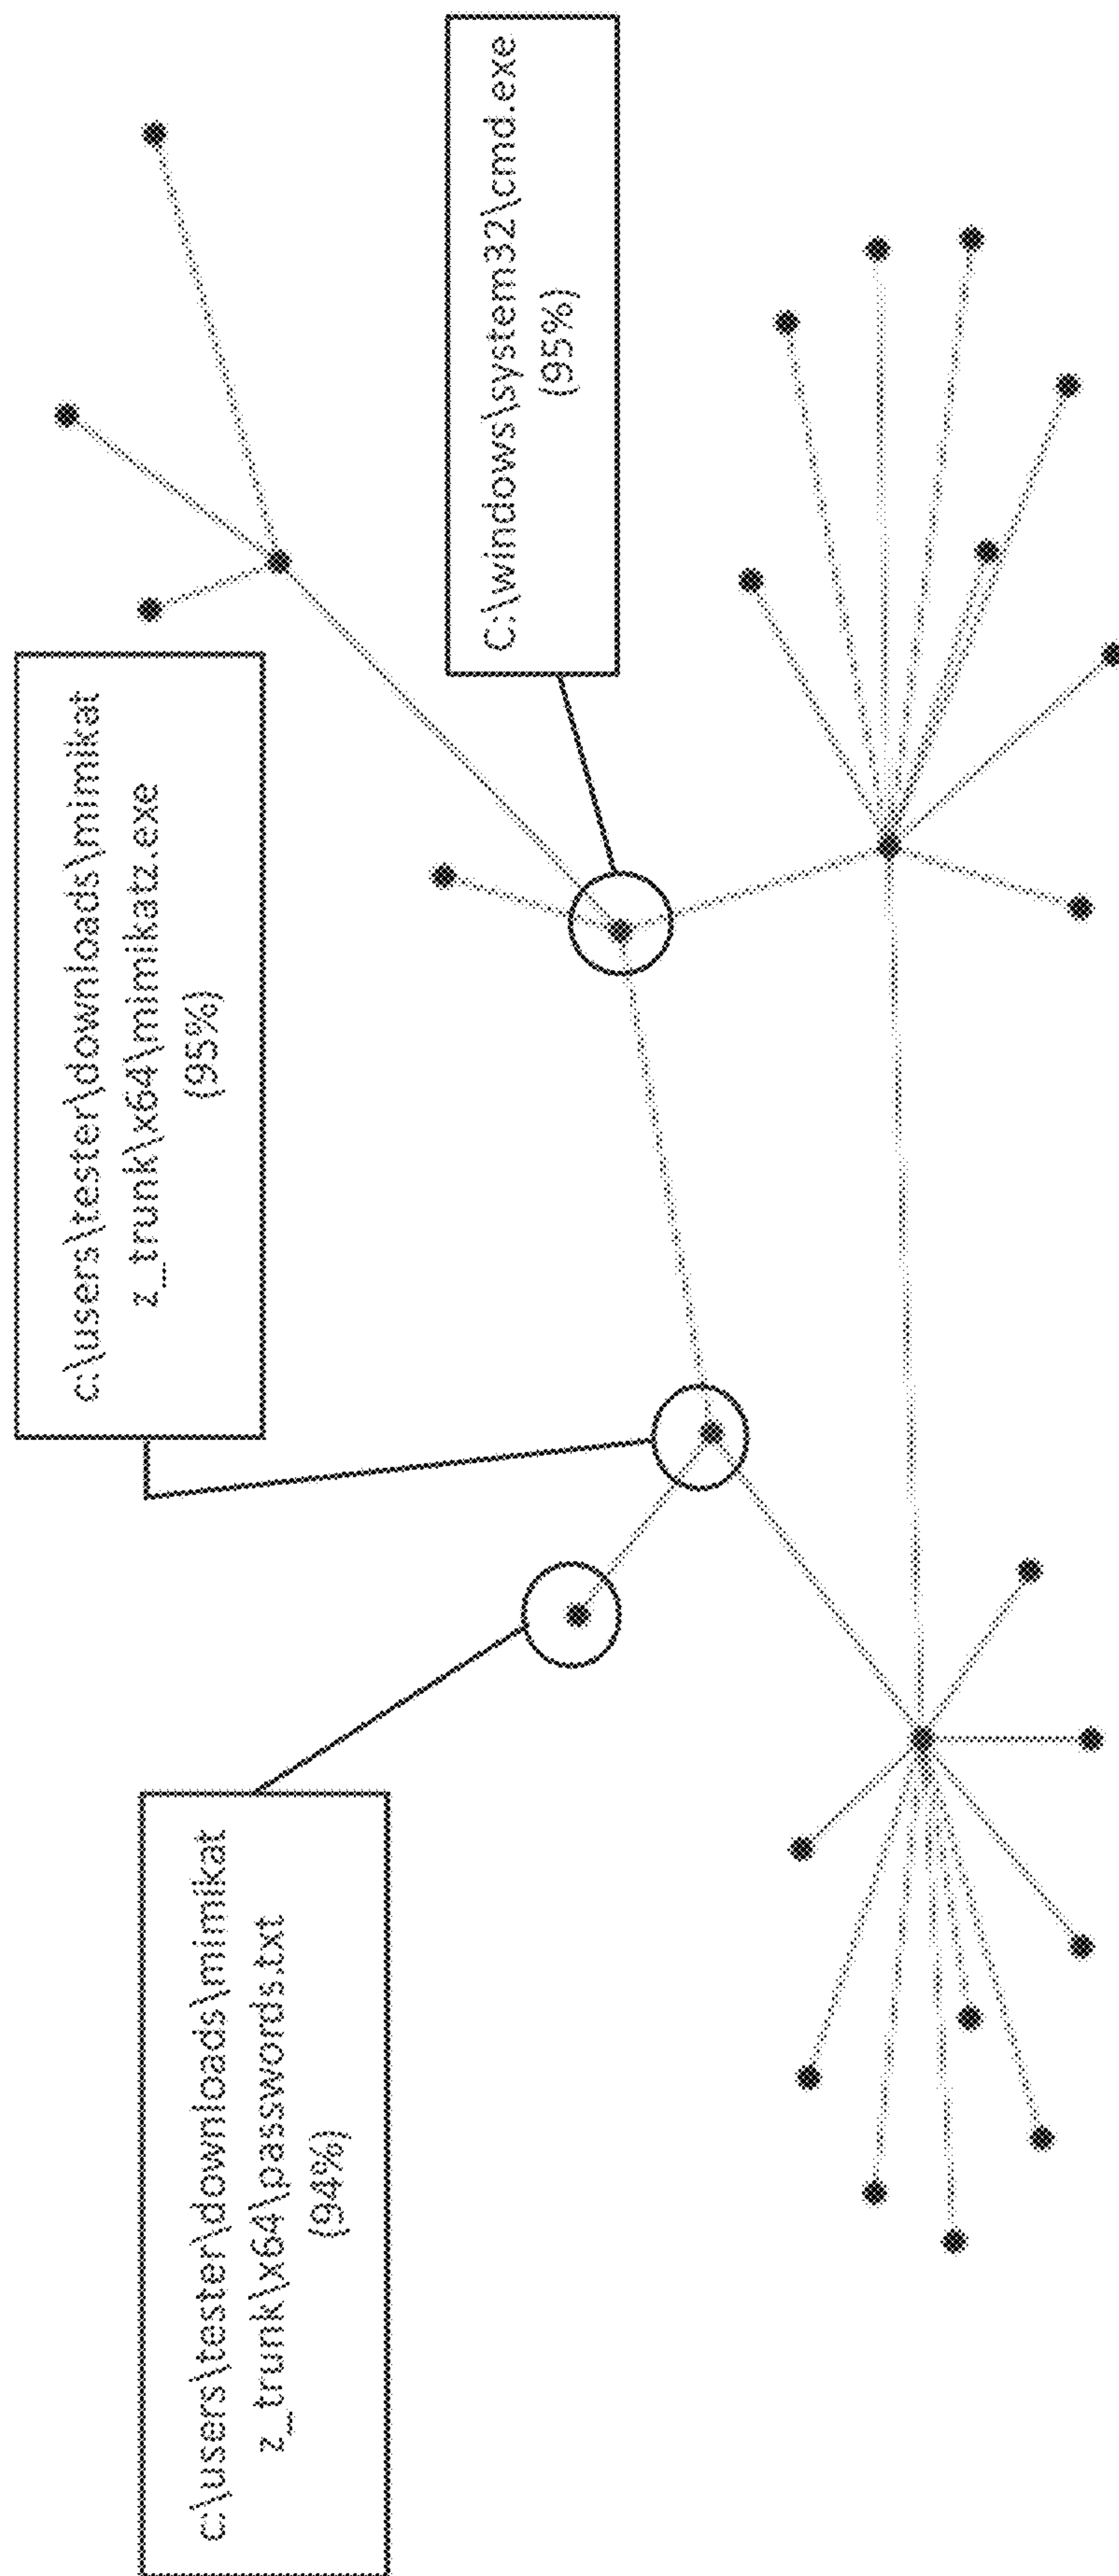 c:\users\tester\downloads\mimikat
z_trunk\x64\passwords.txt
(94%)
c:\users\tester\downloads\mimikat
z_trunk\x64\mimikatz.exe
(95%)
C:\windows\system32\cmd.exe
(95%)